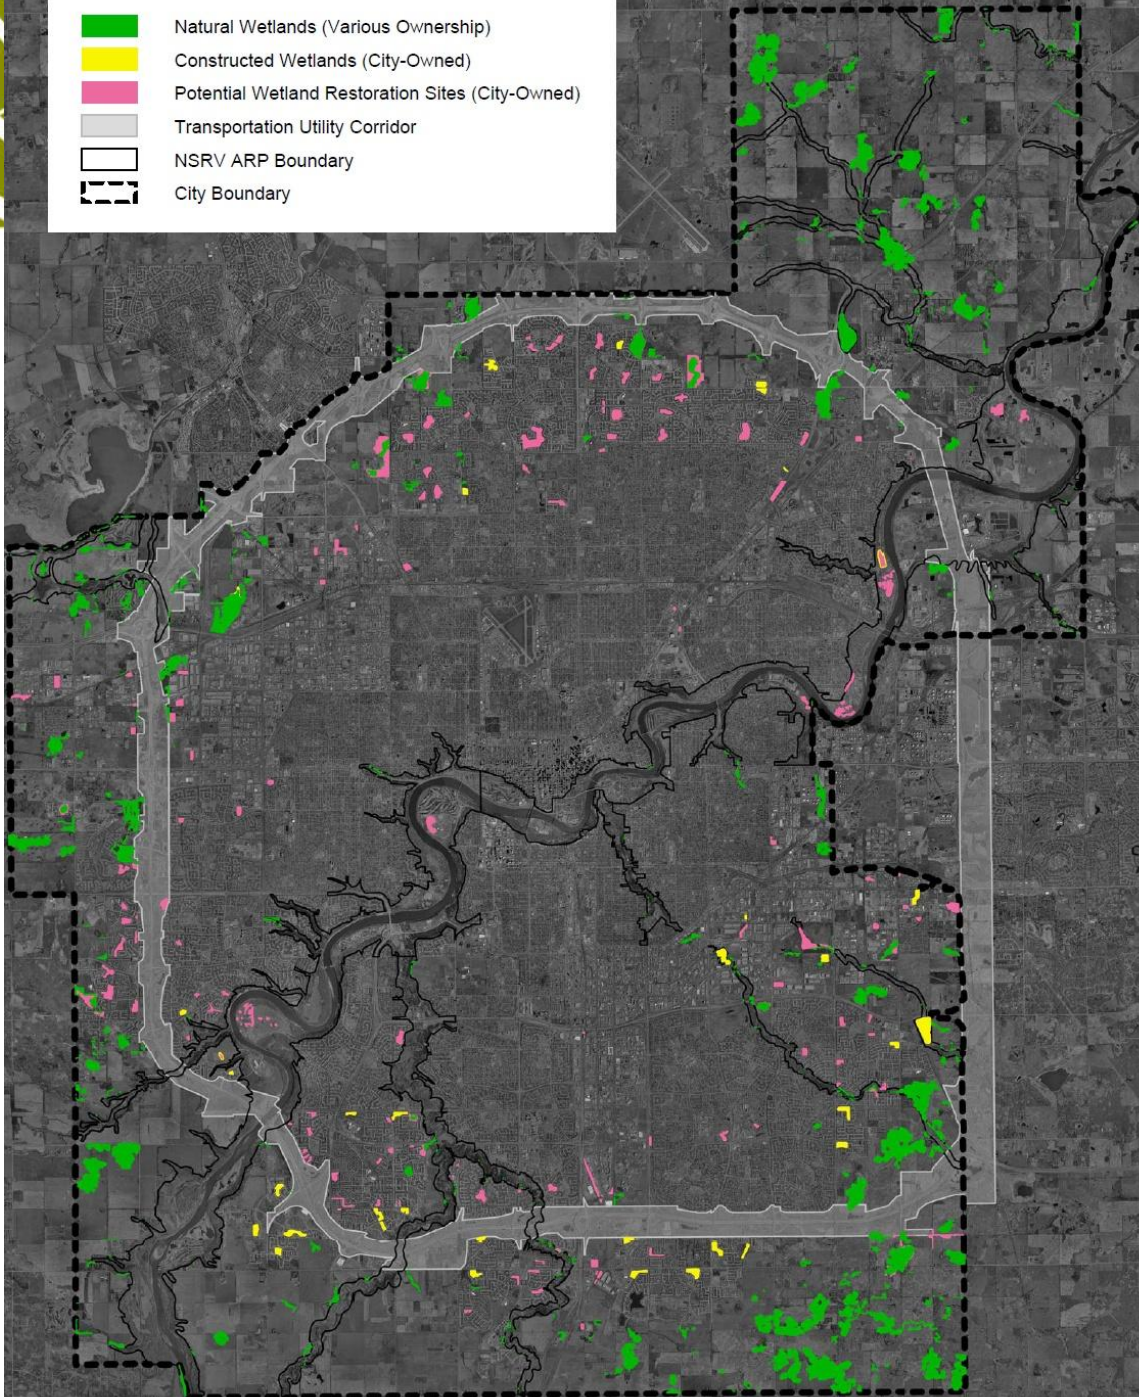 Natural Wetlands (Various Ownership)
Constructed Wetlands (City-Owned)
Potential Wetland Restoration Sites (City-Owned)
Transportation Utility Corridor
NSRV ARP Boundary
City Boundary